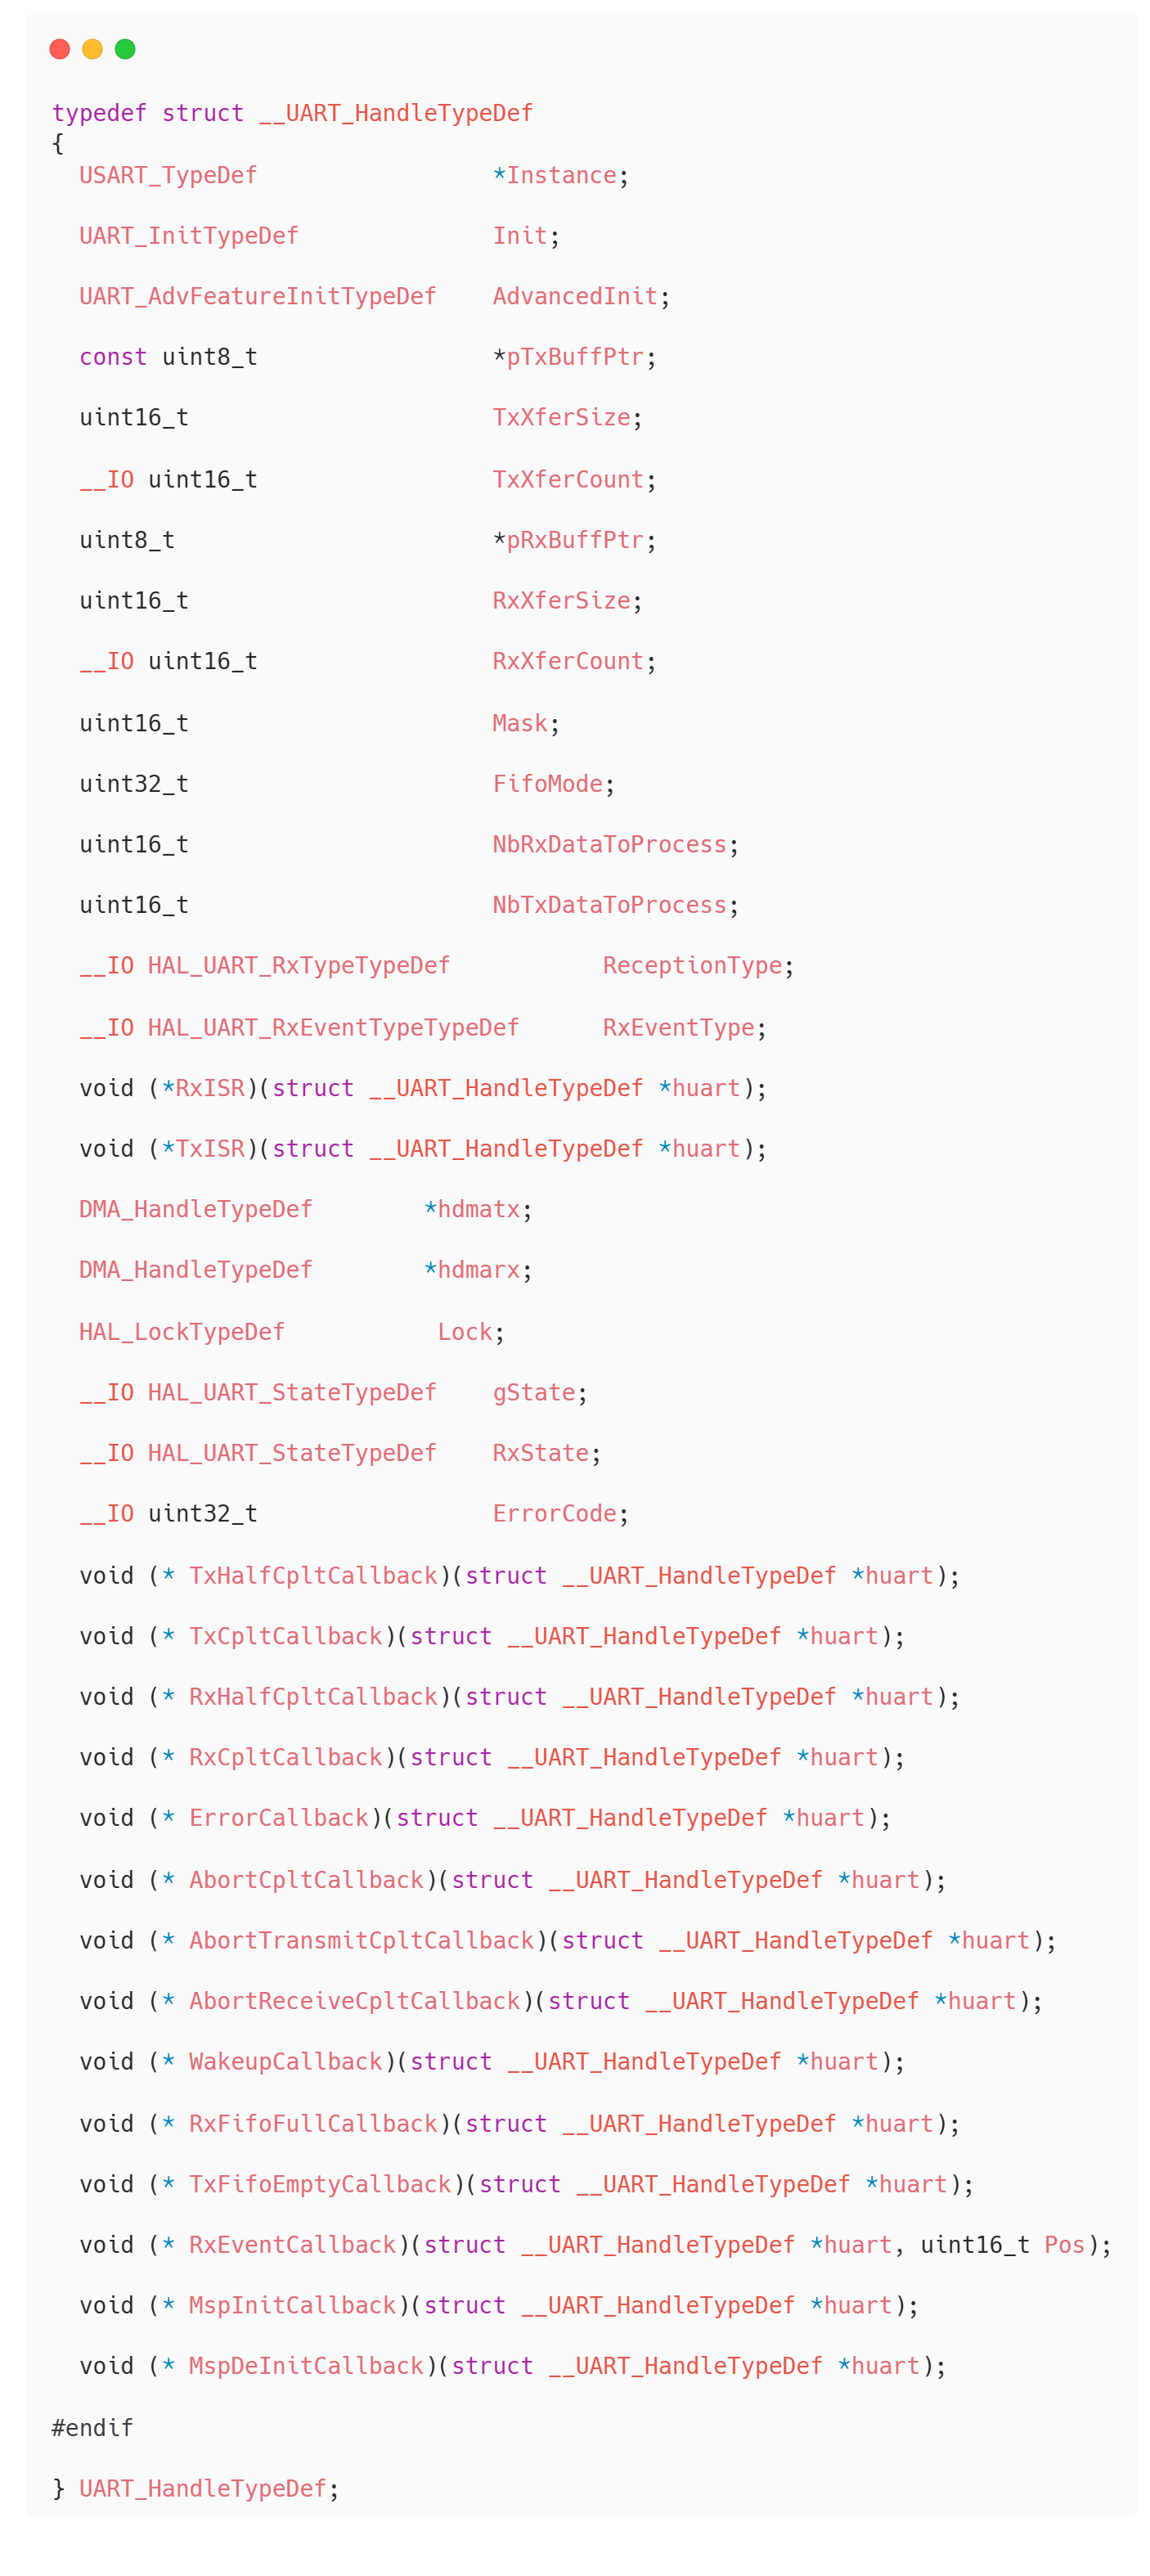 typedef struct __UART_HandleTypeDef
{
  USART_TypeDef                 *Instance;
  UART_InitTypeDef              Init;
  UART_AdvFeatureInitTypeDef    AdvancedInit;
  const uint8_t                 *pTxBuffPtr;
  uint16_t                      TxXferSize;
  __IO uint16_t                 TxXferCount;
  uint8_t                       *pRxBuffPtr;
  uint16_t                      RxXferSize;
  __IO uint16_t                 RxXferCount;
  uint16_t                      Mask;
  uint32_t                      FifoMode;
  uint16_t                      NbRxDataToProcess;
  uint16_t                      NbTxDataToProcess;
  __IO HAL_UART_RxTypeTypeDef           ReceptionType;
  __IO HAL_UART_RxEventTypeTypeDef      RxEventType;
  void (*RxISR)(struct __UART_HandleTypeDef *huart);
  void (*TxISR)(struct __UART_HandleTypeDef *huart);
  DMA_HandleTypeDef        *hdmatx;
  DMA_HandleTypeDef        *hdmarx;
  HAL_LockTypeDef           Lock;
  __IO HAL_UART_StateTypeDef    gState;
  __IO HAL_UART_StateTypeDef    RxState;
  __IO uint32_t                 ErrorCode;
  void (* TxHalfCpltCallback)(struct __UART_HandleTypeDef *huart);
  void (* TxCpltCallback)(struct __UART_HandleTypeDef *huart);
  void (* RxHalfCpltCallback)(struct __UART_HandleTypeDef *huart);
  void (* RxCpltCallback)(struct __UART_HandleTypeDef *huart);
  void (* ErrorCallback)(struct __UART_HandleTypeDef *huart);
  void (* AbortCpltCallback)(struct __UART_HandleTypeDef *huart);
  void (* AbortTransmitCpltCallback)(struct __UART_HandleTypeDef *huart);
  void (* AbortReceiveCpltCallback)(struct __UART_HandleTypeDef *huart);
  void (* WakeupCallback)(struct __UART_HandleTypeDef *huart);
  void (* RxFifoFullCallback)(struct __UART_HandleTypeDef *huart);
  void (* TxFifoEmptyCallback)(struct __UART_HandleTypeDef *huart);
  void (* RxEventCallback)(struct __UART_HandleTypeDef *huart, uint16_t Pos);
  void (* MspInitCallback)(struct __UART_HandleTypeDef *huart);
  void (* MspDeInitCallback)(struct __UART_HandleTypeDef *huart);
#endif
} UART_HandleTypeDef;